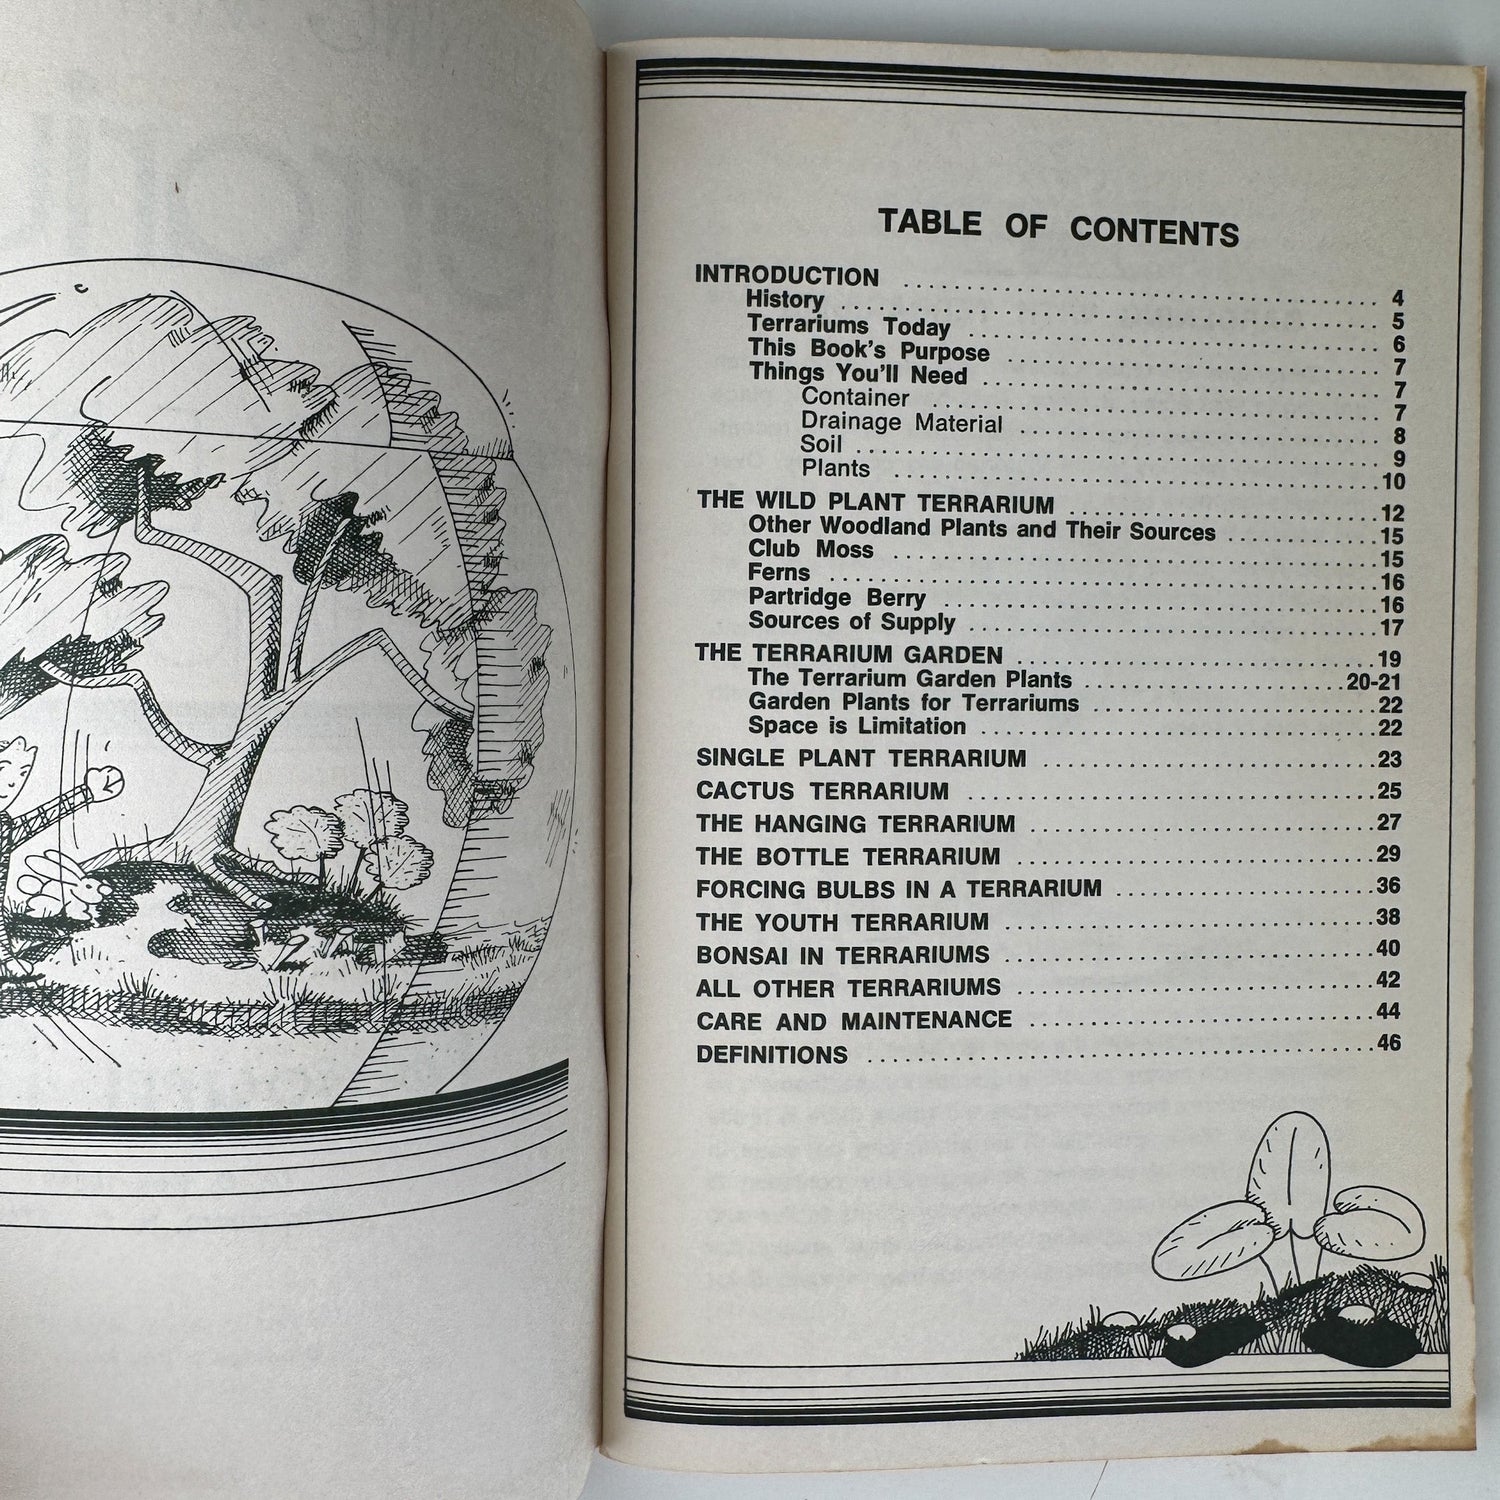 TABLE OF CONTENTS
INTRODUCTION ........ 4
History ........ 5
Terrariums Today ........ 6
This Book's Purpose ........ 7
Things You'll Need ........ 7
Container ........ 7
Drainage Material ........ 8
Soil ........ 9
Plants ........ 10
THE WILD PLANT TERRARIUM ........ 12
Other Woodland Plants and Their Sources ........ 15
Club Moss ........ 15
Ferns ........ 16
Partridge Berry ........ 16
Sources of Supply ........ 17
THE TERRARIUM GARDEN ........ 19
The Terrarium Garden Plants ........ 20-21
Garden Plants for Terrariums ........ 22
Space is Limitation ........ 22
SINGLE PLANT TERRARIUM ........ 23
CACTUS TERRARIUM ........ 25
THE HANGING TERRARIUM ........ 27
THE BOTTLE TERRARIUM ........ 29
FORCING BULBS IN A TERRARIUM ........ 36
THE YOUTH TERRARIUM ........ 38
BONSAI IN TERRARIUMS ........ 40
ALL OTHER TERRARIUMS ........ 42
CARE AND MAINTENANCE ........ 44
DEFINITIONS ........ 46